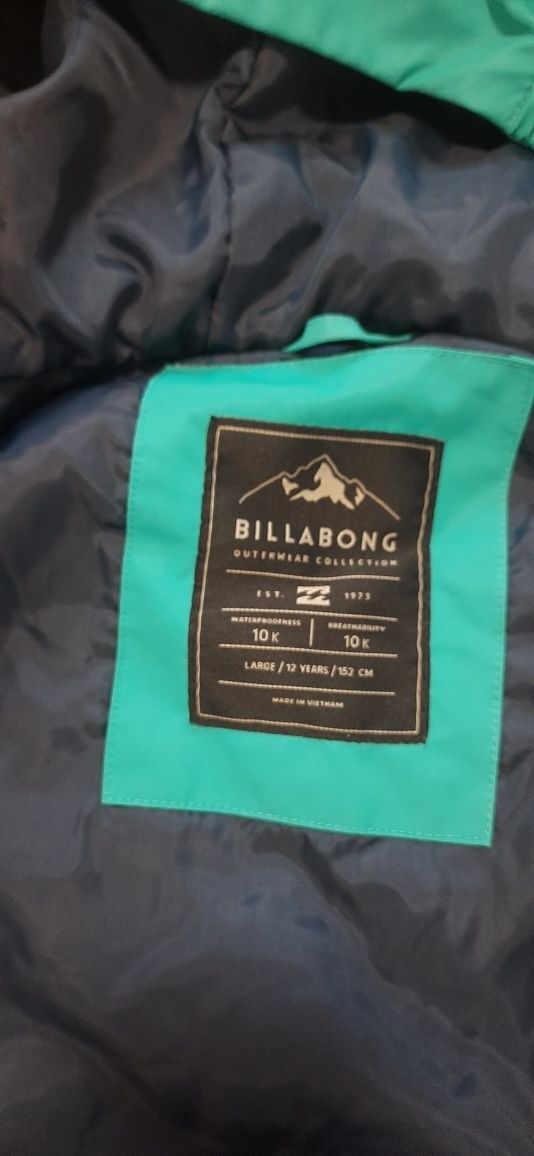 BILLABONG
OUTERWEAR COLLECTION
EST. 1973
WATERPROOFNESS BREATHABILITY
10K 10K
LARGE / 12 YEARS / 152 CM
MADE IN VIETNAM